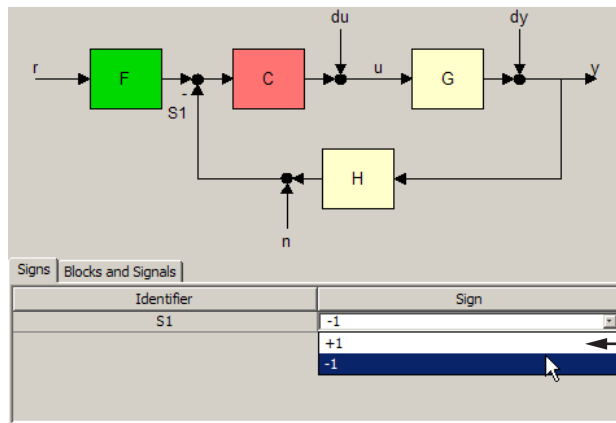 du
dy
r
F
C
u
G
y
-
S1
H
n
Signs
Blocks and Signals
Identifier
Sign
S1
-1
+1
-1